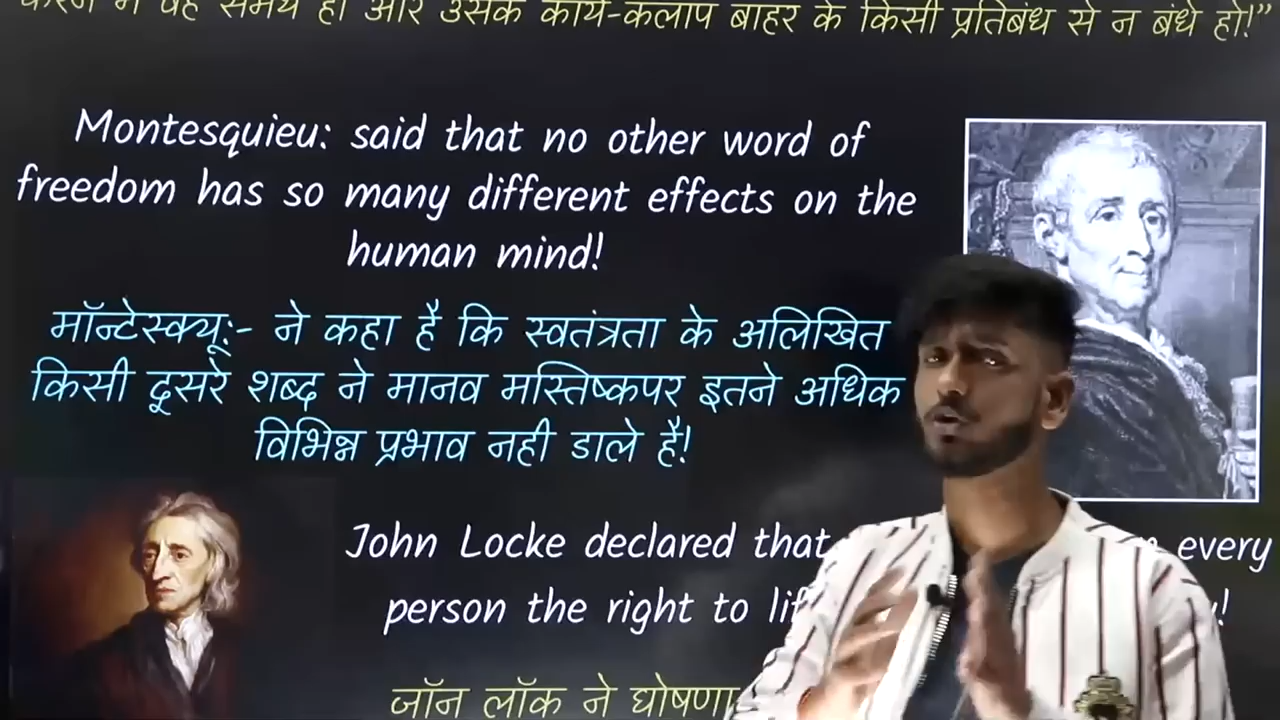 वह समर्थ हो और उसके कार्य-कलाप बाहर के किसी प्रतिबंध से न बंधे हो!”
Montesquieu: said that no other word of
freedom has so many different effects on the
human mind!
मॉन्टेस्क्यू:- ने कहा है कि स्वतंत्रता के अलिखित
किसी दूसरे शब्द ने मानव मस्तिष्कपर इतने अधिक
विभिन्न प्रभाव नही डाले है!
John Locke declared that every
person the right to
जॉन लॉक ने घोषणा